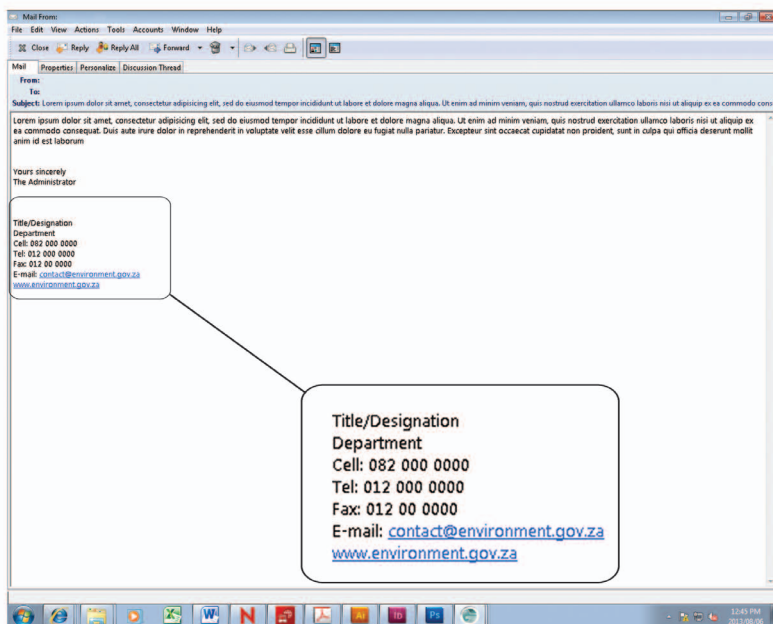 Mail From:
File Edit View Actions Tools Accounts Window Help
Close Reply Reply All Forward
Mail Properties Personalize Discussion Thread
From:
To:
Subject: Lorem ipsum dolor sit amet, consectetur adipisicing elit, sed do eiusmod tempor incididunt ut labore et dolore magna aliqua. Ut enim ad minim veniam, quis nostrud exercitation ullamco laboris nisi ut aliquip ex ea commodo cons
Lorem ipsum dolor sit amet, consectetur adipisicing elit, sed do eiusmod tempor incididunt ut labore et dolore magna aliqua. Ut enim ad minim veniam, quis nostrud exercitation ullamco laboris nisi ut aliquip ex
ea commodo consequat. Duis aute irure dolor in reprehenderit in voluptate velit esse cillum dolore eu fugiat nulla pariatur. Excepteur sint occaecat cupidatat non proident, sunt in culpa qui officia deserunt mollit
anim id est laborum
Yours sincerely
The Administrator
Title/Designation
Department
Cell: 082 000 0000
Tel: 012 000 0000
Fax: 012 00 0000
E-mail: contact@environment.gov.za
www.environment.gov.za
Title/Designation
Department
Cell: 082 000 0000
Tel: 012 000 0000
Fax: 012 00 0000
E-mail: contact@environment.gov.za
www.environment.gov.za
W N Ai Id Ps
12:45 PM